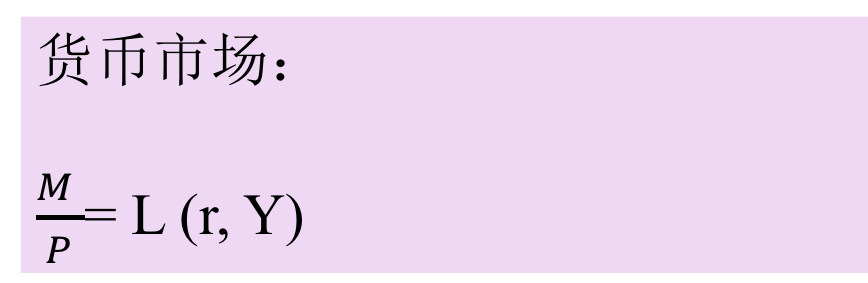 货币市场：
M/P = L (r, Y)